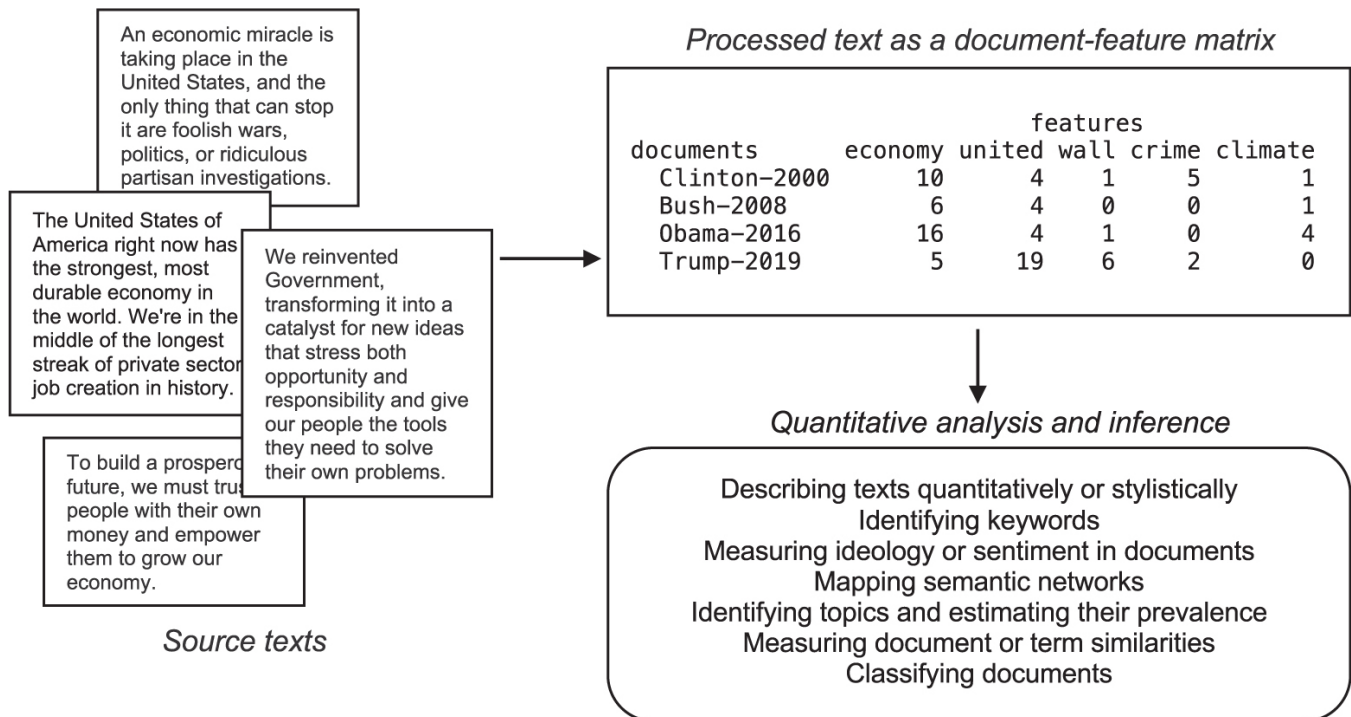 An economic miracle is
taking place in the
United States, and the
only thing that can stop
it are foolish wars,
politics, or ridiculous
partisan investigations.
The United States of
America right now has
the strongest, most
durable economy in
the world. We're in the
middle of the longest
streak of private sector
job creation in history.
We reinvented
Government,
transforming it into a
catalyst for new ideas
that stress both
opportunity and
responsibility and give
our people the tools
they need to solve
their own problems.
To build a prospero
future, we must trus
people with their own
money and empower
them to grow our
economy.
Source texts
Processed text as a document-feature matrix
features
documents economy united wall crime climate
Clinton-2000 10 4 1 5 1
Bush-2008 6 4 0 0 1
Obama-2016 16 4 1 0 4
Trump-2019 5 19 6 2 0
Quantitative analysis and inference
Describing texts quantitatively or stylistically
Identifying keywords
Measuring ideology or sentiment in documents
Mapping semantic networks
Identifying topics and estimating their prevalence
Measuring document or term similarities
Classifying documents